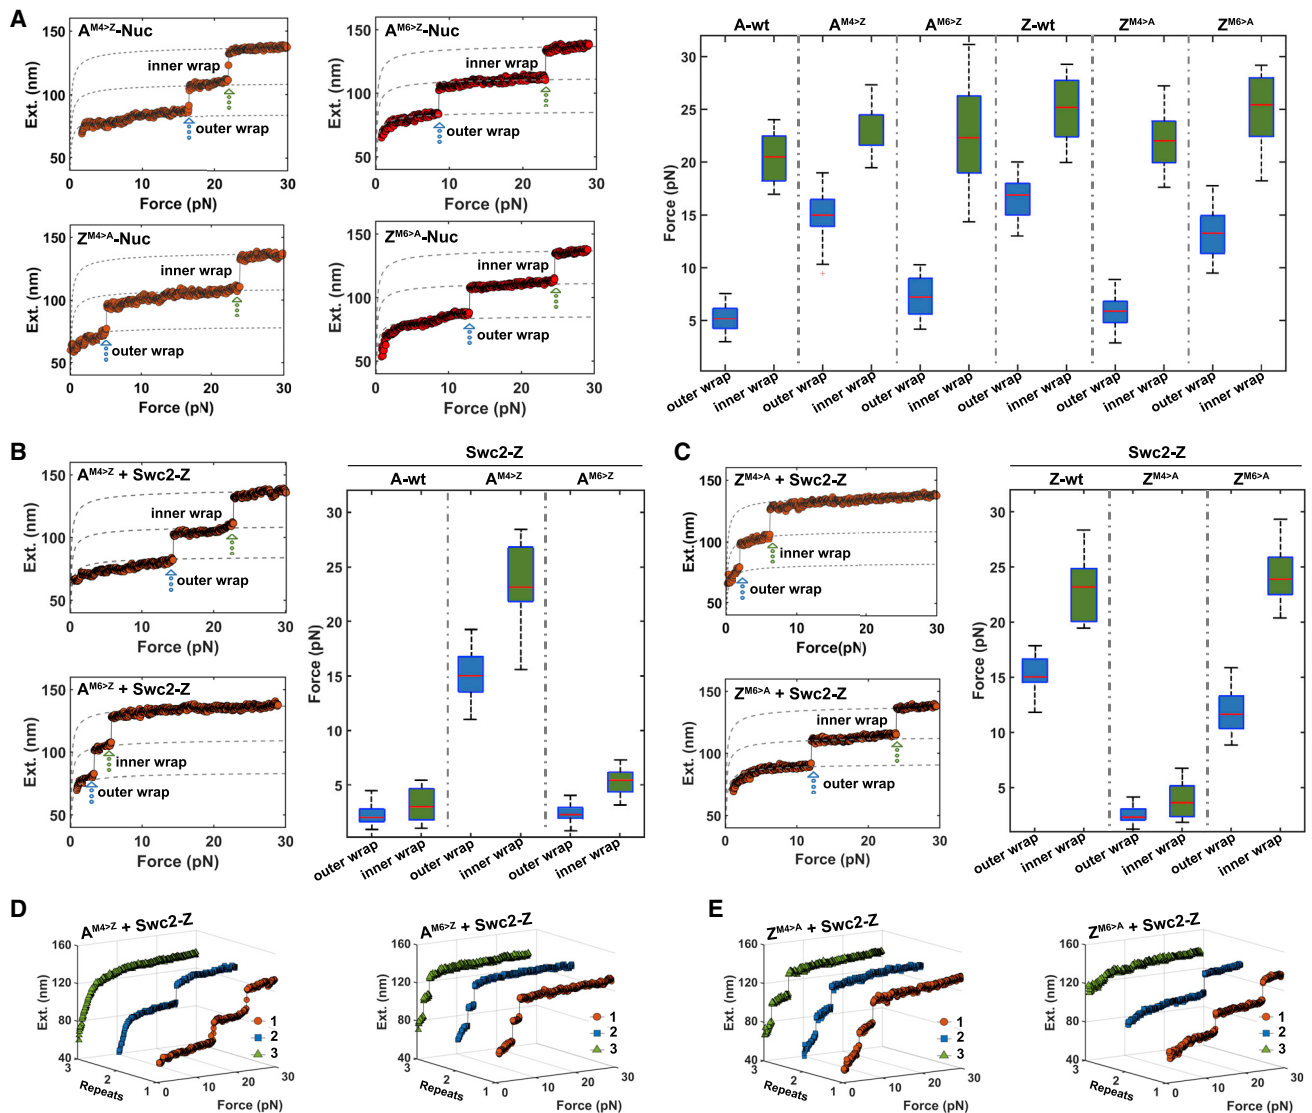 A
A^M4>Z-Nuc
Ext. (nm)
150
100
50
inner wrap
outer wrap
0 10 20 30
Force (pN)
A^M6>Z-Nuc
Ext. (nm)
150
100
50
inner wrap
outer wrap
0 10 20 30
Force (pN)
Z^M4>A-Nuc
Ext. (nm)
150
100
50
inner wrap
outer wrap
0 10 20 30
Force (pN)
Z^M6>A-Nuc
Ext. (nm)
150
100
50
inner wrap
outer wrap
0 10 20 30
Force (pN)
A-wt A^M4>Z A^M6>Z Z-wt Z^M4>A Z^M6>A
Force (pN)
30
25
20
15
10
5
outer wrap inner wrap outer wrap inner wrap outer wrap inner wrap outer wrap inner wrap outer wrap inner wrap outer wrap inner wrap
B
A^M4>Z + Swc2-Z
Ext. (nm)
150
100
50
inner wrap
outer wrap
0 10 20 30
Force (pN)
A^M6>Z + Swc2-Z
Ext. (nm)
150
100
50
inner wrap
outer wrap
0 10 20 30
Force (pN)
Swc2-Z
A-wt A^M4>Z A^M6>Z
Force (pN)
30
25
20
15
10
5
outer wrap inner wrap outer wrap inner wrap outer wrap inner wrap
C
Z^M4>A + Swc2-Z
Ext. (nm)
150
100
50
inner wrap
outer wrap
0 10 20 30
Force(pN)
Z^M6>A + Swc2-Z
Ext. (nm)
150
100
50
inner wrap
outer wrap
0 10 20 30
Force (pN)
Swc2-Z
Z-wt Z^M4>A Z^M6>A
Force (pN)
30
25
20
15
10
5
outer wrap inner wrap outer wrap inner wrap outer wrap inner wrap
D
A^M4>Z + Swc2-Z
Ext. (nm)
160
120
80
40
1
2
3
3 2 1
Repeats
0 10 20 30
Force (pN)
A^M6>Z + Swc2-Z
Ext. (nm)
160
120
80
40
1
2
3
3 2 1
Repeats
0 10 20 30
Force (pN)
E
Z^M4>A + Swc2-Z
Ext. (nm)
160
120
80
40
1
2
3
3 2 1
Repeats
0 10 20 30
Force (pN)
Z^M6>A + Swc2-Z
Ext. (nm)
160
120
80
40
1
2
3
3 2 1
Repeats
0 10 20 30
Force (pN)